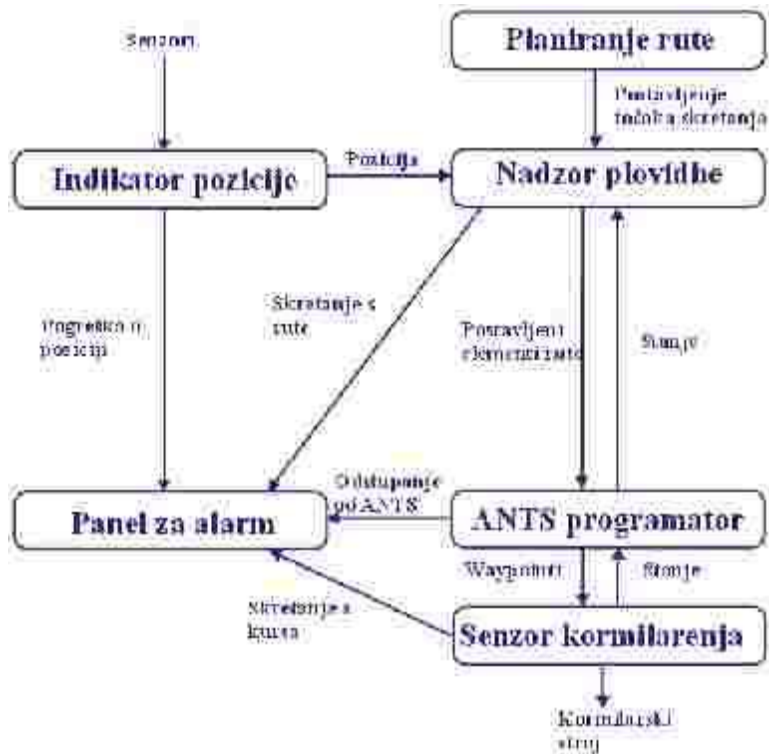 Senzori
Planiranje rute
Postavljenje
točaka skretanja
Indikator pozicije
Pozicija
Nadzor plovidbe
Pogreška u
poziciji
Skretanje s
rute
Postavljeni
elementi rute
Stanje
Panel za alarm
Odstupanje
od ANTS
ANTS programator
Waypointi
Stanje
Skretanje s
kursa
Senzor kormilarenja
Kormilarski
stroj